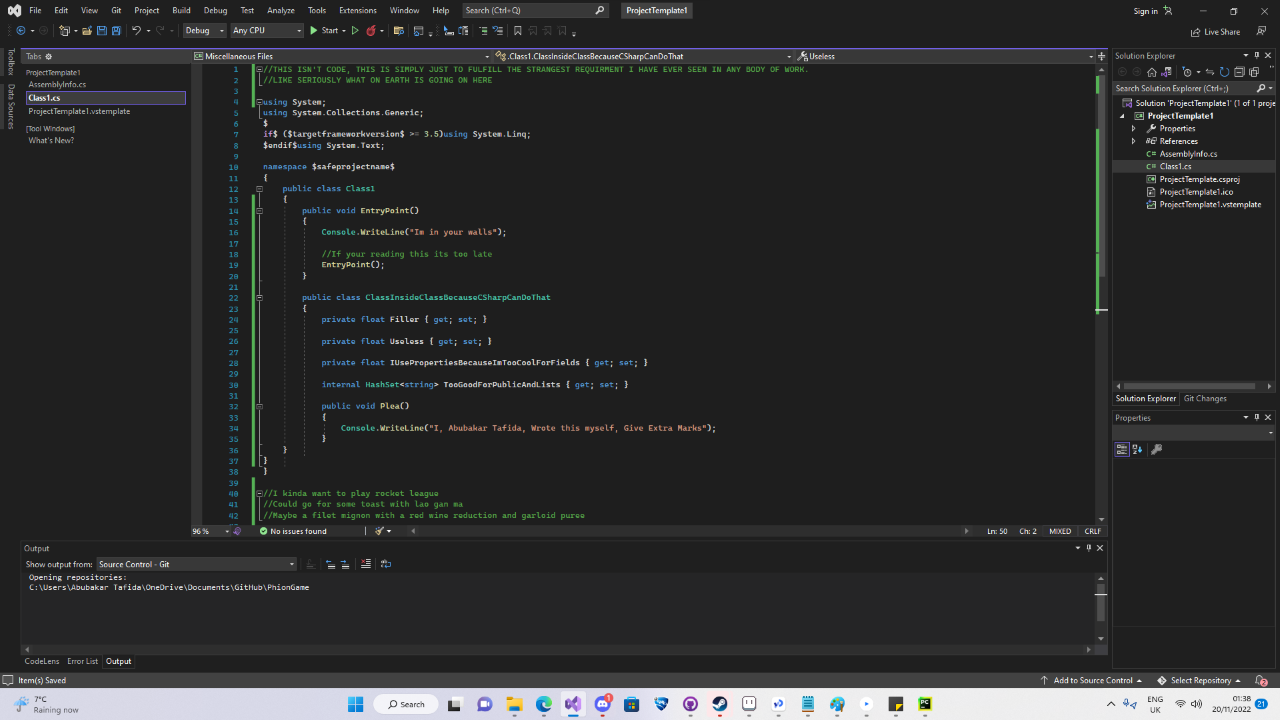 File Edit View Git Project Build Debug Test Analyze Tools Extensions Window Help Search (Ctrl+Q) ProjectTemplate1 Sign in
Debug Any CPU Start Live Share
Toolbox
Data Sources
Tabs
ProjectTemplate1
AssemblyInfo.cs
Class1.cs
ProjectTemplate1.vstemplate
[Tool Windows]
What's New?
Miscellaneous Files .Class1.ClassInsideClassBecauseCSharpCanDoThat Useless
1 //THIS ISN'T CODE, THIS IS SIMPLY JUST TO FULFILL THE STRANGEST REQUIRMENT I HAVE EVER SEEN IN ANY BODY OF WORK.
2 //LIKE SERIOUSLY WHAT ON EARTH IS GOING ON HERE
3
4 using System;
5 using System.Collections.Generic;
6 $
7 if$ ($targetframeworkversion$ >= 3.5)using System.Linq;
8 $endif$using System.Text;
9
10 namespace $safeprojectname$
11 {
12 public class Class1
13 {
14 public void EntryPoint()
15 {
16 Console.WriteLine("Im in your walls");
17
18 //If your reading this its too late
19 EntryPoint();
20 }
21
22 public class ClassInsideClassBecauseCSharpCanDoThat
23 {
24 private float Filler { get; set; }
25
26 private float Useless { get; set; }
27
28 private float IUsePropertiesBecauseImTooCoolForFields { get; set; }
29
30 internal HashSet<string> TooGoodForPublicAndLists { get; set; }
31
32 public void Plea()
33 {
34 Console.WriteLine("I, Abubakar Tafida, Wrote this myself, Give Extra Marks");
35 }
36 }
37 }
38 }
39
40 //I kinda want to play rocket league
41 //Could go for some toast with lao gan ma
42 //Maybe a filet mignon with a red wine reduction and garloid puree
96 % No issues found Ln: 50 Ch: 2 MIXED CRLF
Solution Explorer
Search Solution Explorer (Ctrl+;)
Solution 'ProjectTemplate1' (1 of 1 proje
ProjectTemplate1
Properties
References
AssemblyInfo.cs
Class1.cs
ProjectTemplate.csproj
ProjectTemplate1.ico
ProjectTemplate1.vstemplate
Solution Explorer Git Changes
Properties
Output
Show output from: Source Control - Git
Opening repositories:
C:\Users\Abubakar Tafida\OneDrive\Documents\GitHub\PhionGame
CodeLens Error List Output
Item(s) Saved Add to Source Control Select Repository 2
7°C
Raining now
Search
1
PC
ENG
UK
01:38
20/11/2022
21